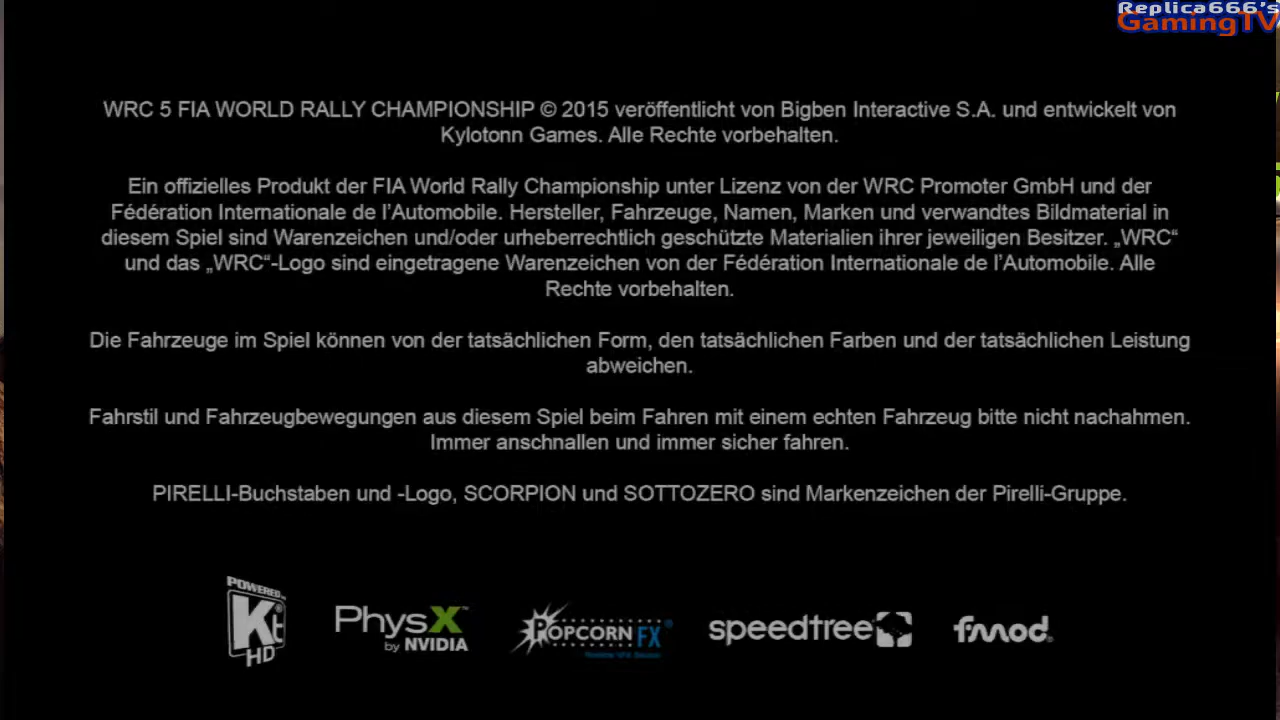 Replica666's
GamingTV
WRC 5 FIA WORLD RALLY CHAMPIONSHIP © 2015 veröffentlicht von Bigben Interactive S.A. und entwickelt von
Kylotonn Games. Alle Rechte vorbehalten.
Ein offizielles Produkt der FIA World Rally Championship unter Lizenz von der WRC Promoter GmbH und der
Fédération Internationale de l’Automobile. Hersteller, Fahrzeuge, Namen, Marken und verwandtes Bildmaterial in
diesem Spiel sind Warenzeichen und/oder urheberrechtlich geschützte Materialien ihrer jeweiligen Besitzer. „WRC“
und das „WRC“-Logo sind eingetragene Warenzeichen von der Fédération Internationale de l’Automobile. Alle
Rechte vorbehalten.
Die Fahrzeuge im Spiel können von der tatsächlichen Form, den tatsächlichen Farben und der tatsächlichen Leistung
abweichen.
Fahrstil und Fahrzeugbewegungen aus diesem Spiel beim Fahren mit einem echten Fahrzeug bitte nicht nachahmen.
Immer anschnallen und immer sicher fahren.
PIRELLI-Buchstaben und -Logo, SCORPION und SOTTOZERO sind Markenzeichen der Pirelli-Gruppe.
POWERED
Kt
HD
PhysX™
by NVIDIA
POPCORN FX®
speedtree
fmod®